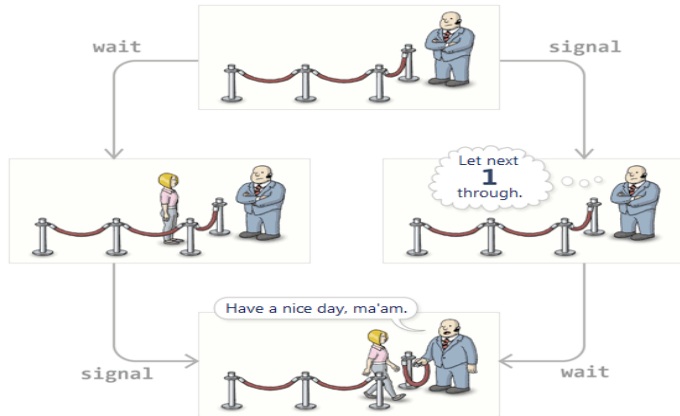 wait
signal
Let next
1
through.
Have a nice day, ma'am.
signal
wait